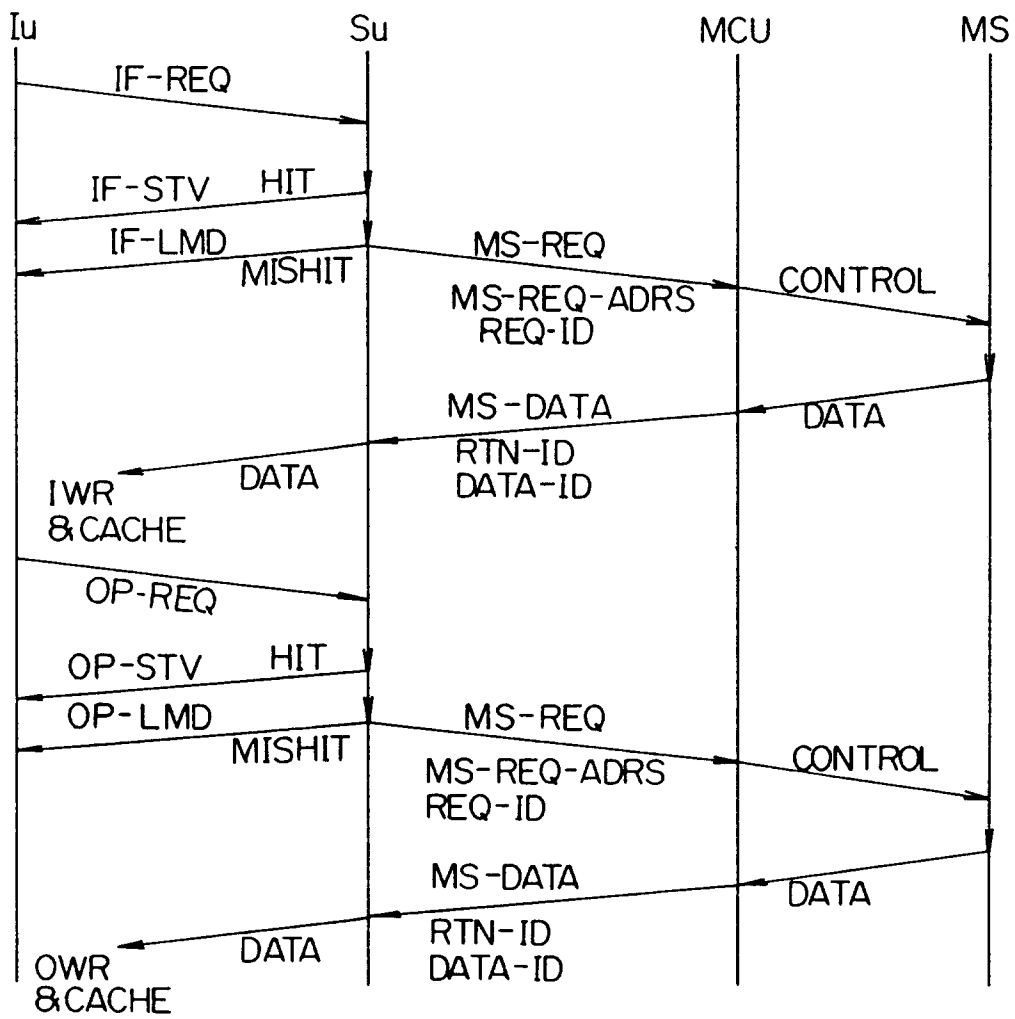 Iu
Su
MCU
MS
IF-REQ
IF-STV
HIT
IF-LMD
MISHIT
MS-REQ
MS-REQ-ADRS
REQ-ID
CONTROL
MS-DATA
DATA
RTN-ID
DATA-ID
DATA
IWR
&CACHE
OP-REQ
OP-STV
HIT
OP-LMD
MISHIT
MS-REQ
MS-REQ-ADRS
REQ-ID
CONTROL
MS-DATA
DATA
RTN-ID
DATA-ID
DATA
OWR
&CACHE